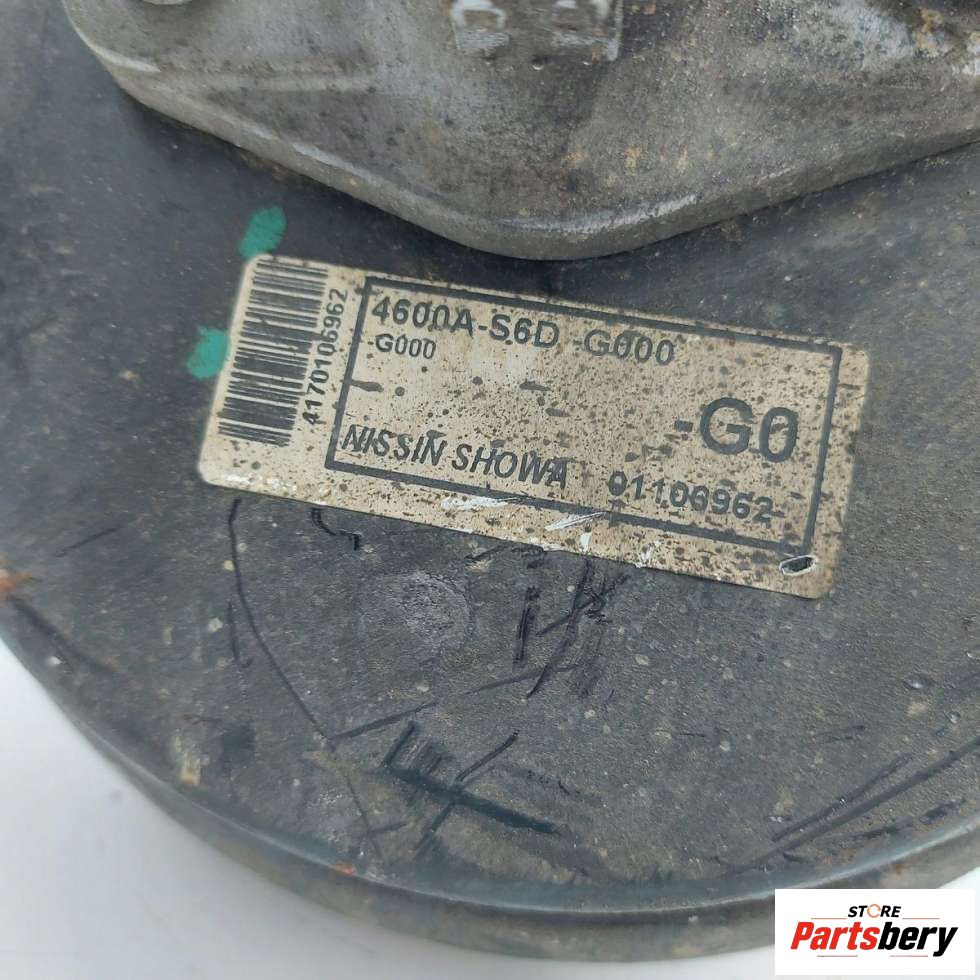 4170106962
4600A-S6D -G000
G000
-G0
NISSIN SHOWA 01106962
STORE
Partsbery